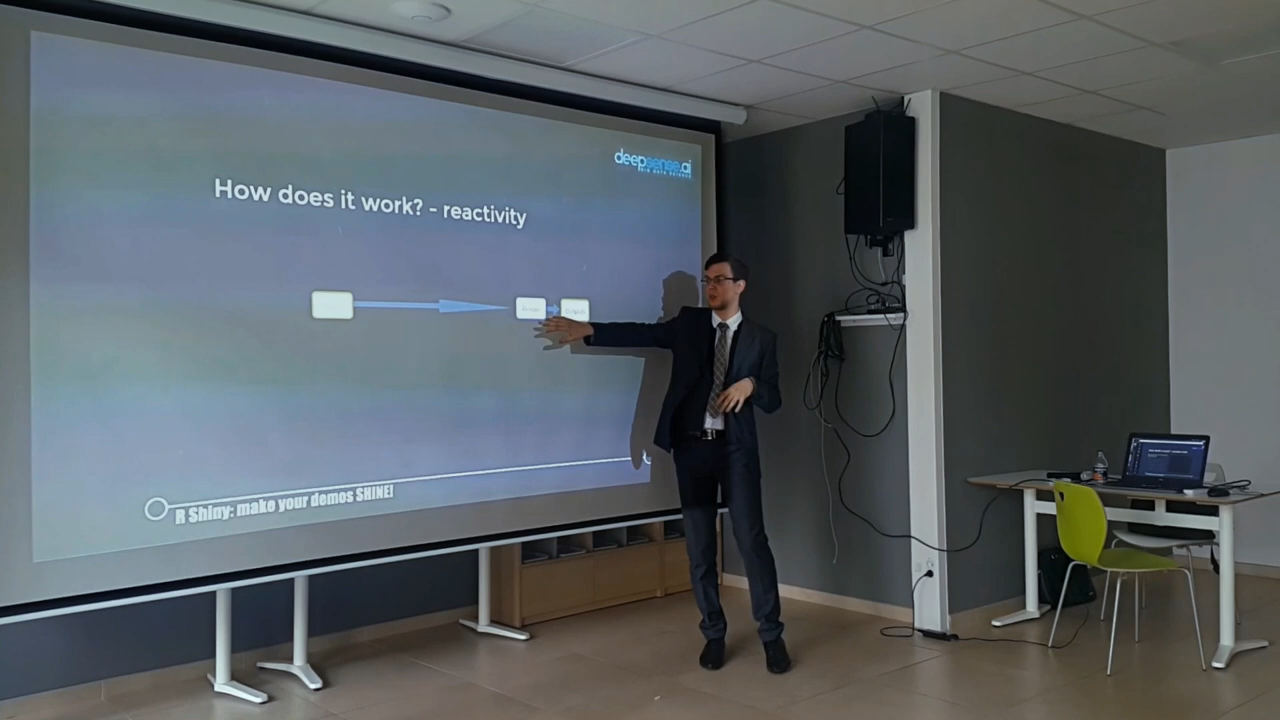 deepsense.ai
How does it work? - reactivity
R Shiny: make your demos SHINE!